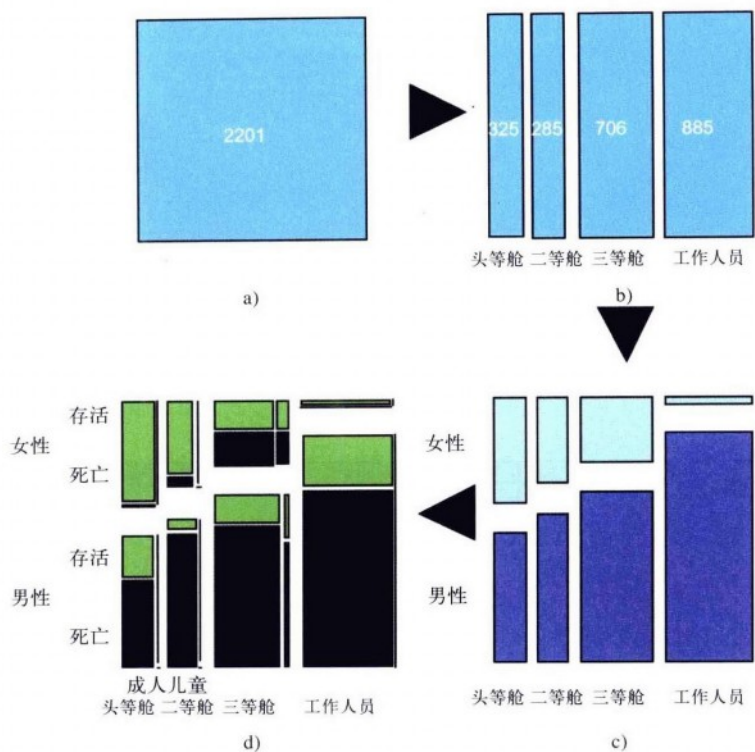 2201
325 285 706 885
头等舱 二等舱 三等舱 工作人员
a)
b)
女性
存活
死亡
男性
存活
死亡
成人儿童
头等舱 二等舱 三等舱 工作人员
d)
女性
男性
头等舱 二等舱 三等舱 工作人员
c)